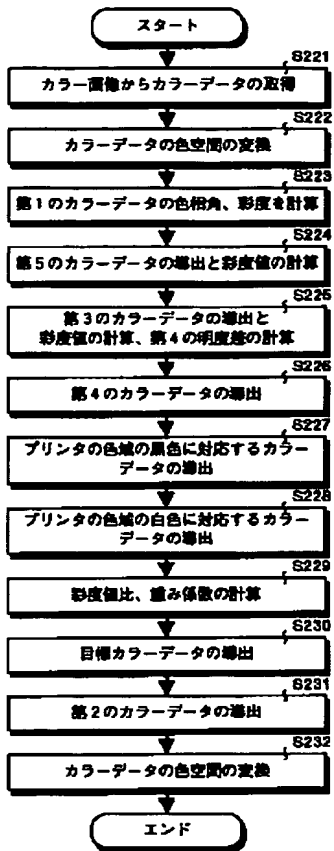 スタート
S221
カラー画像からカラーデータの取得
S222
カラーデータの色空間の変換
S223
第1のカラーデータの色相角、彩度を計算
S224
第5のカラーデータの導出と彩度値の計算
S225
第3のカラーデータの導出と
彩度値の計算、第4の明度差の計算
S226
第4のカラーデータの導出
S227
プリンタの色域の黒色に対応するカラー
データの導出
S228
プリンタの色域の白色に対応するカラー
データの導出
S229
彩度値比、重み係数の計算
S230
目標カラーデータの導出
S231
第2のカラーデータの導出
S232
カラーデータの色空間の変換
エンド